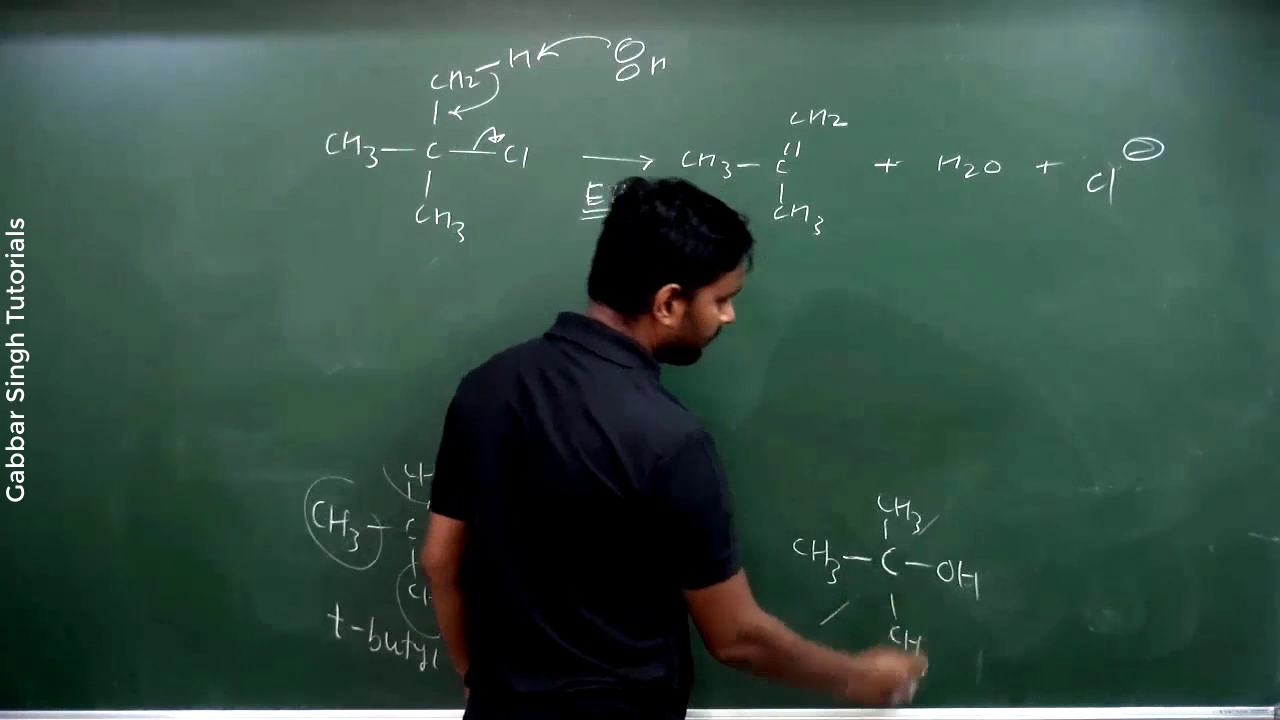 Gabbar Singh Tutorials
CH2 — H ⊖OH
CH3 — C — Cl
CH3
CH2
CH3 — C
CH3
+ H2O + Cl⊖
CH3 — C
t-butyl
CH3
CH3 — C — OH
CH